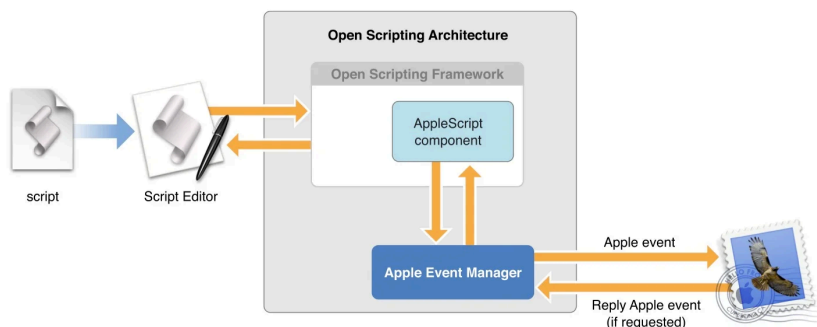 Open Scripting Architecture
Open Scripting Framework
AppleScript
component
script
Script Editor
Apple Event Manager
Apple event
Reply Apple event
(if requested)